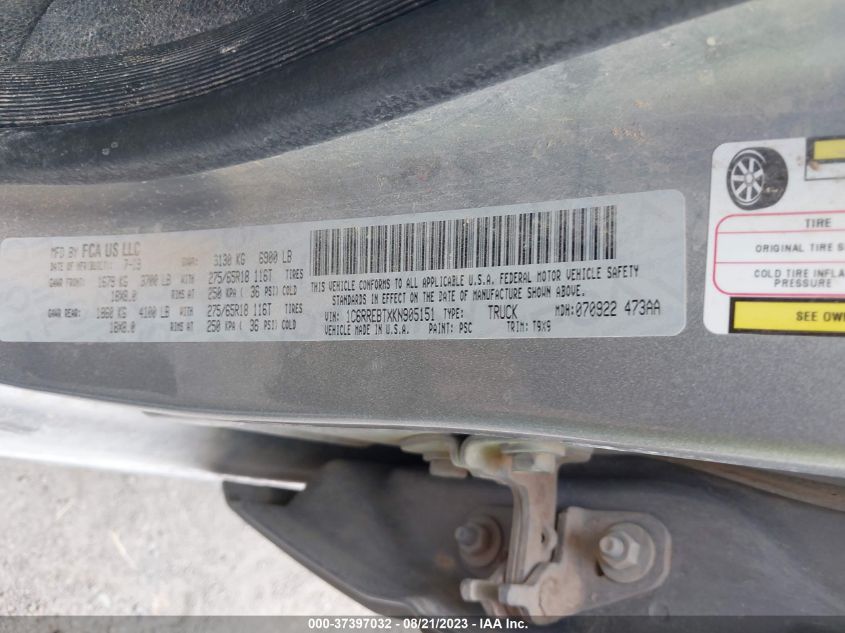 MFD BY FCA US LLC
DATE OF MFR(BUILT): 7-19 GVWR: 3130 KG 6900 LB
GAWR FRONT: 1679 KG 3700 LB WITH 275/65R18 116T TIRES
18X8.0 RIMS AT 250 KPA ( 36 PSI) COLD
GAWR REAR: 1860 KG 4100 LB WITH 275/65R18 116T TIRES
18X8.0 RIMS AT 250 KPA ( 36 PSI) COLD
THIS VEHICLE CONFORMS TO ALL APPLICABLE U.S.A. FEDERAL MOTOR VEHICLE SAFETY
STANDARDS IN EFFECT ON THE DATE OF MANUFACTURE SHOWN ABOVE.
VIN: 1C6RREBTXKN905151 TYPE: TRUCK MDH: 070922 473AA
VEHICLE MADE IN U.S.A. PAINT: PSC TRIM: T9X9
TIRE
ORIGINAL TIRE S
COLD TIRE INFLA
PRESSURE
SEE OW
000-37397032 - 08/21/2023 - IAA Inc.